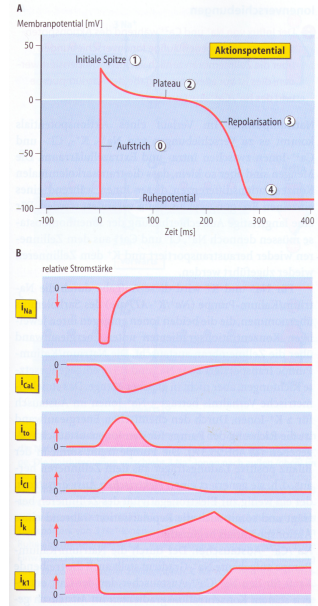 A
Membranpotential [mV]
50
Aktionspotential
Initiale Spitze ①
Plateau ②
0
Repolarisation ③
−50
Aufstrich ⓪
Ruhepotential
④
−100
-100 0 100 200 300 400
Zeit [ms]
B
relative Stromstärke
0
iNa
0
iCaL
ito
0
iCl
0
ik
0
ik1
0